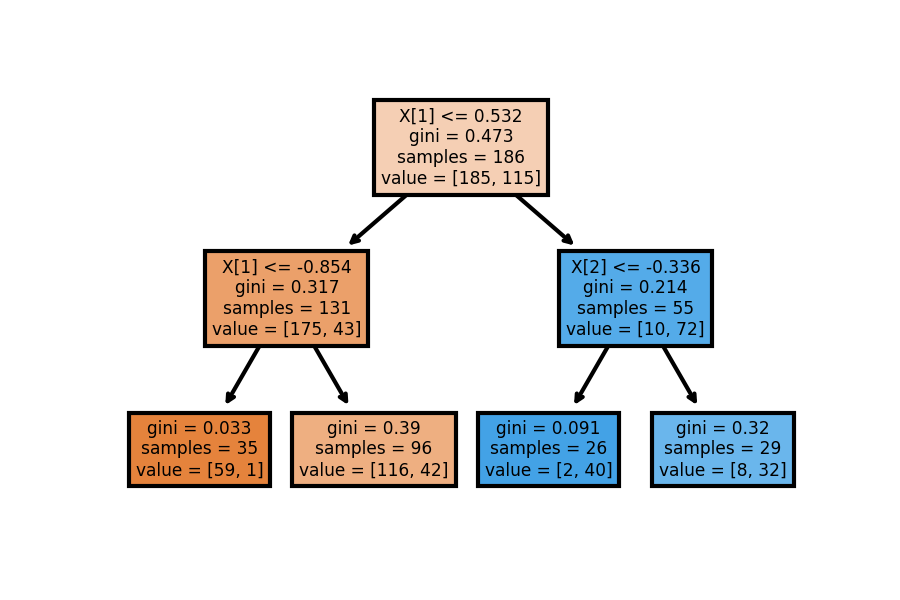 X[1] <= 0.532
gini = 0.473
samples = 186
value = [185, 115]
X[1] <= -0.854
gini = 0.317
samples = 131
value = [175, 43]
X[2] <= -0.336
gini = 0.214
samples = 55
value = [10, 72]
gini = 0.033
samples = 35
value = [59, 1]
gini = 0.39
samples = 96
value = [116, 42]
gini = 0.091
samples = 26
value = [2, 40]
gini = 0.32
samples = 29
value = [8, 32]